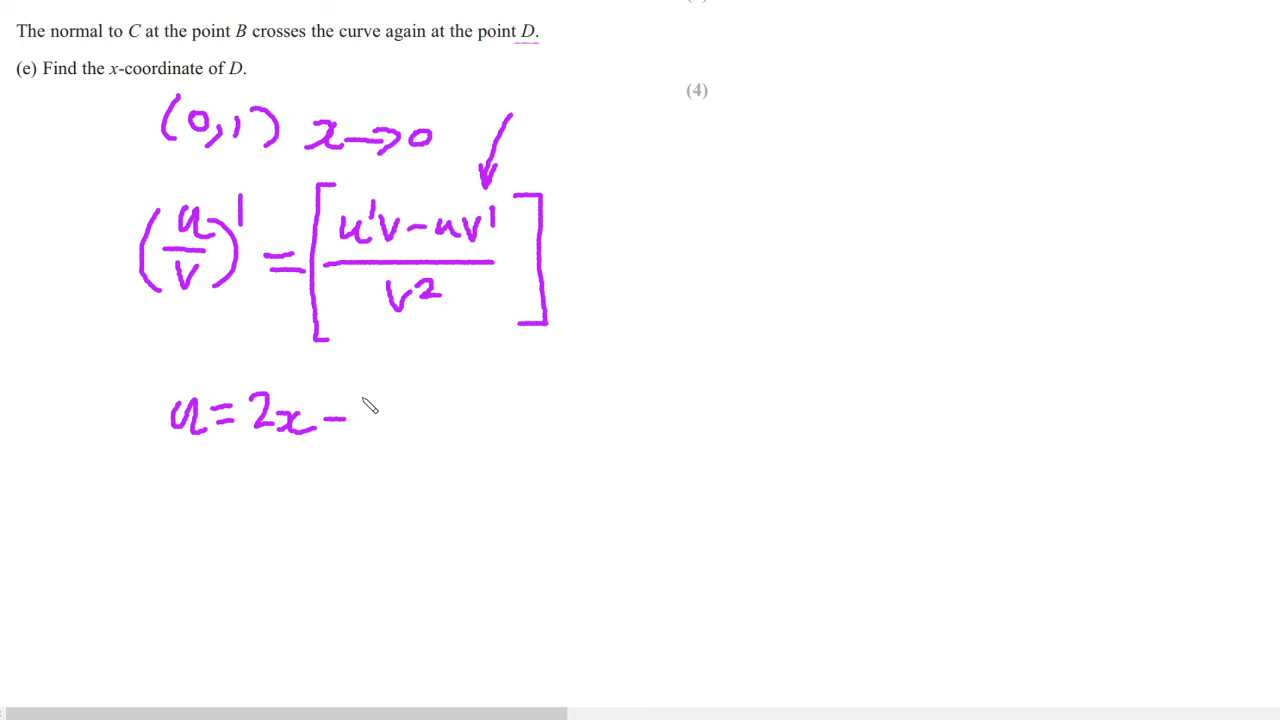 The normal to C at the point B crosses the curve again at the point D.
(e) Find the x-coordinate of D.
(4)
(0,1) x→0
(u/v)' = [(u'v - uv')/v²]
u = 2x -